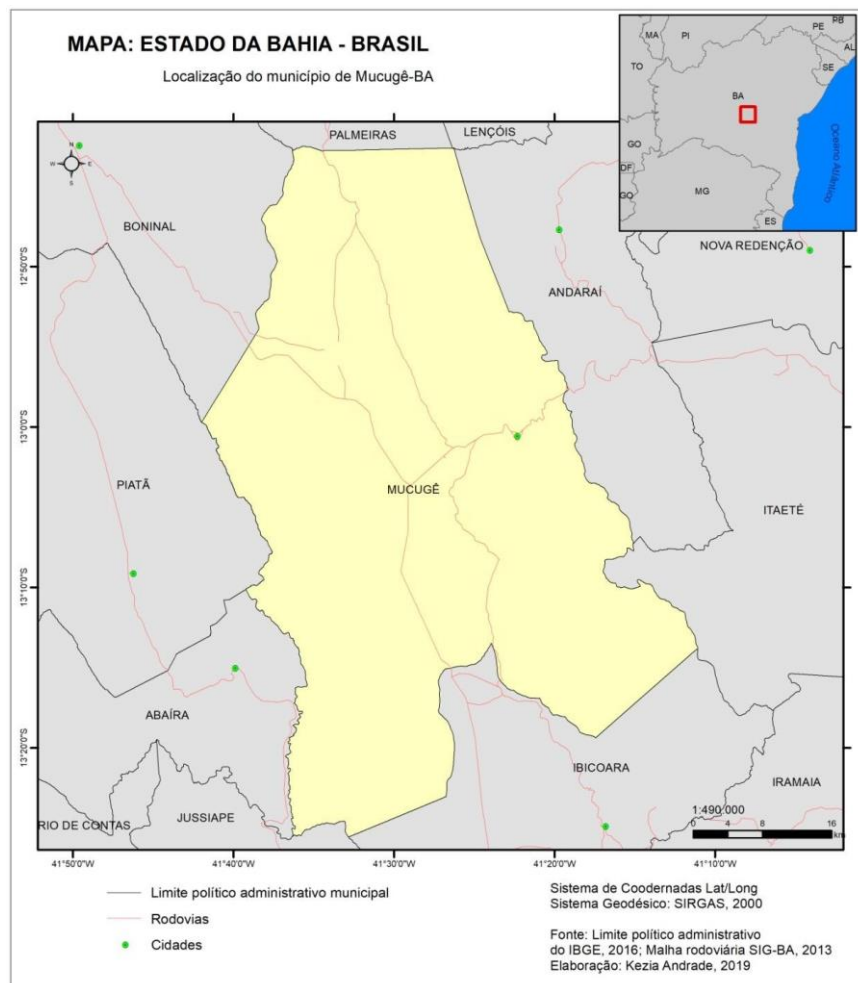 MAPA: ESTADO DA BAHIA - BRASIL
Localização do município de Mucugê-BA
MA
PI
PE
PB
AL
TO
SE
BA
GO
DF
GO
MG
ES
Oceano Atlântico
PALMEIRAS
LENÇÓIS
N
W
E
S
BONINAL
NOVA REDENÇÃO
ANDARAÍ
12°50'0"S
13°0'0"S
PIATÃ
MUCUGÊ
ITAETÉ
13°10'0"S
ABAÍRA
13°20'0"S
IBICOARA
IRAMAIA
RIO DE CONTAS
JUSSIAPE
1:490.000
0 4 8 16
km
41°50'0"W
41°40'0"W
41°30'0"W
41°20'0"W
41°10'0"W
Limite político administrativo municipal
Rodovias
Cidades
Sistema de Coodernadas Lat/Long
Sistema Geodésico: SIRGAS, 2000
Fonte: Limite político administrativo
do IBGE, 2016; Malha rodoviária SIG-BA, 2013
Elaboração: Kezia Andrade, 2019